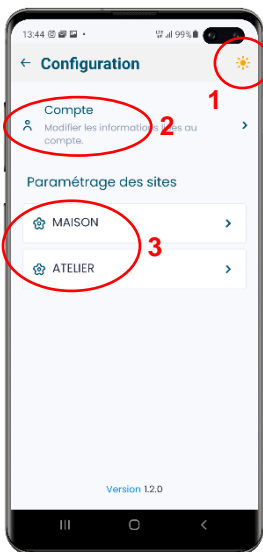 13:44
99%
← Configuration
1
Compte
Modifier les informations liées au
compte.
2
Paramétrage des sites
MAISON
3
ATELIER
Version 1.2.0